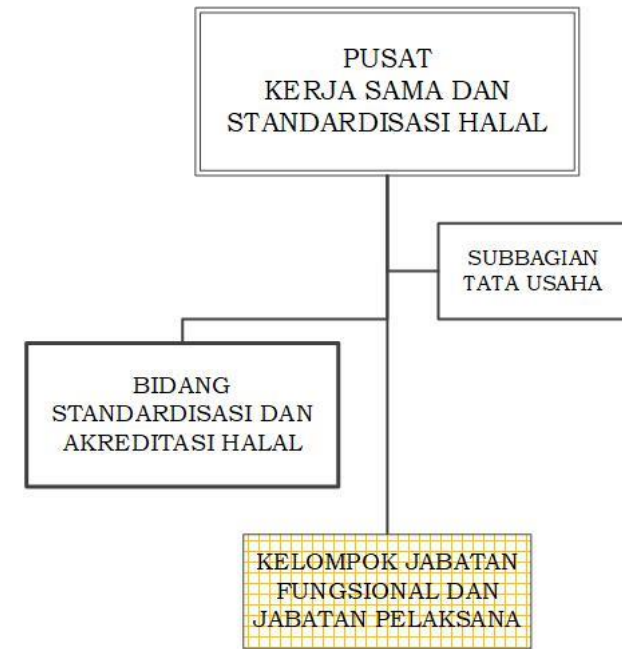 PUSAT
KERJA SAMA DAN
STANDARDISASI HALAL
SUBBAGIAN
TATA USAHA
BIDANG
STANDARDISASI DAN
AKREDITASI HALAL
KELOMPOK JABATAN
FUNGSIONAL DAN
JABATAN PELAKSANA